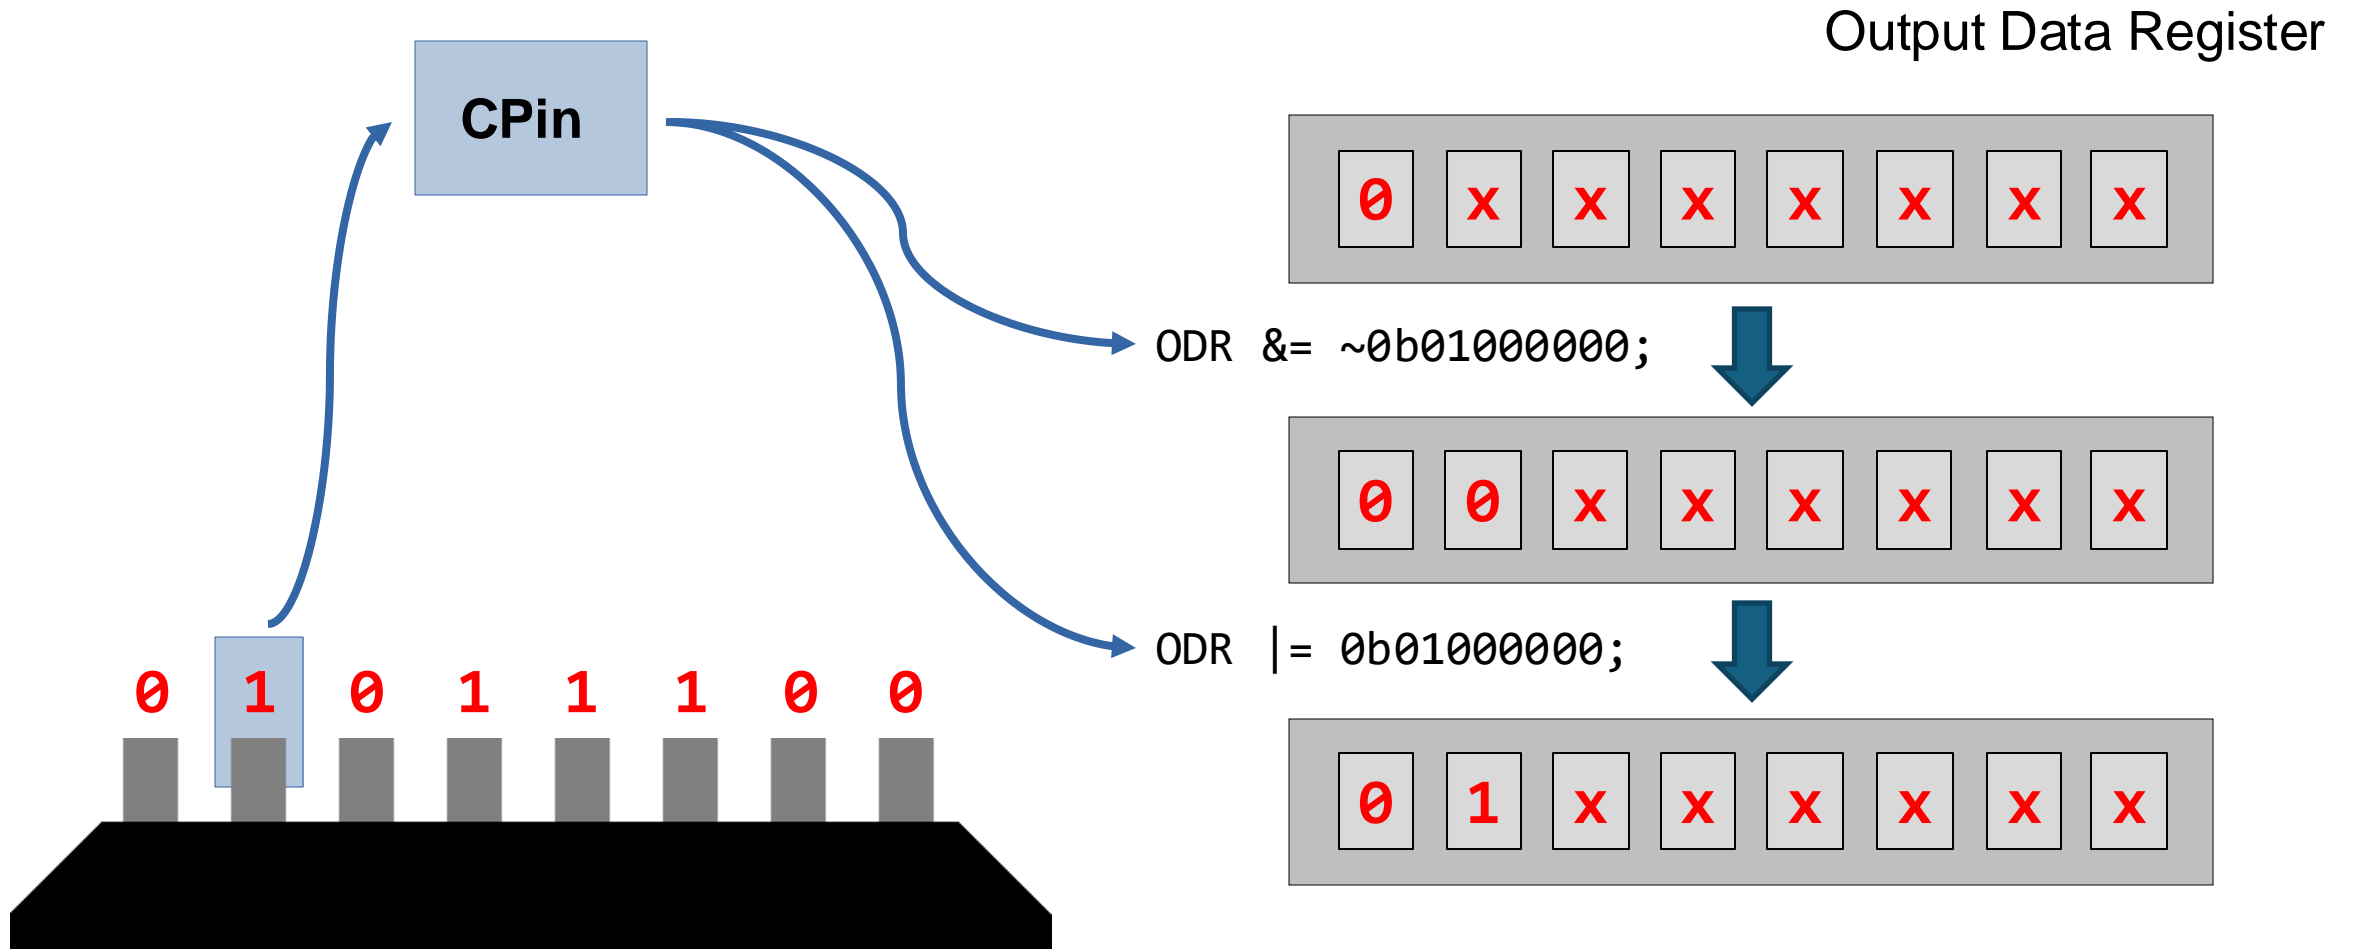 Output Data Register
CPin
0 x x x x x x x
ODR &= ~0b01000000;
0 0 x x x x x x
ODR |= 0b01000000;
0 1 0 1 1 1 0 0
0 1 x x x x x x